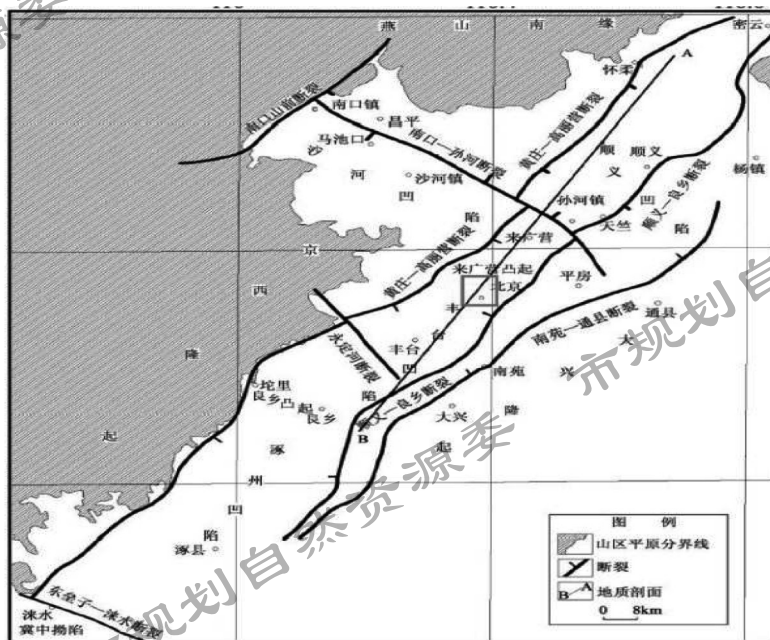 燕山南缘
密云
怀柔
A
南口山前断裂
南口镇
昌平
马池口
南口—孙河断裂
黄庄—高丽营断裂
顺义
顺义
杨镇
沙河凹陷
沙河镇
孙河镇
天竺
凹陷
顺义—良乡断裂
来广营
京西隆起
黄庄—高丽营断裂
来广营凸起
北京
平房
通县
丰台凹陷
丰台
永定河断裂
南苑—通县断裂
南苑
大兴隆起
大兴
坨里
良乡凸起
良乡
顺义—良乡断裂
B
涿州凹陷
涿县
东垒子—涞水断裂
涞水
冀中拗陷
图 例
山区平原分界线
断裂
B A 地质剖面
0 8km
市规划自
市规划自然资源委